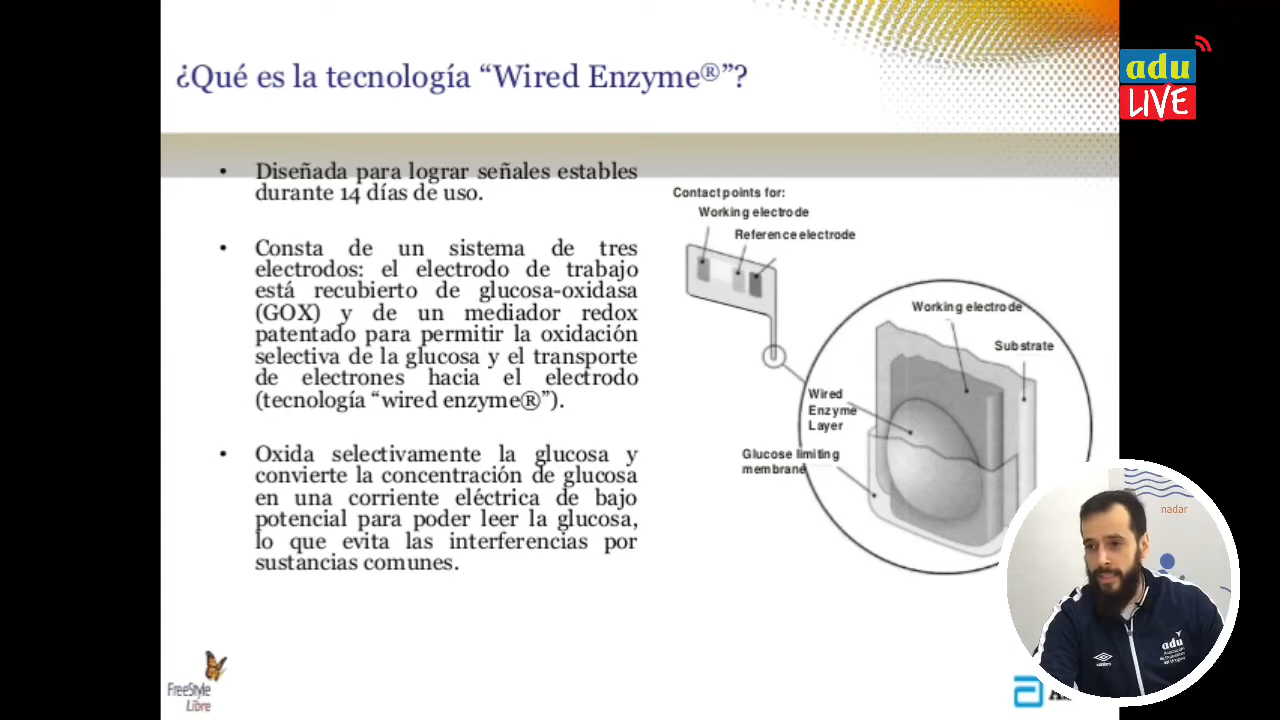 ¿Qué es la tecnología “Wired Enzyme®”?
adu
LIVE
• Diseñada para lograr señales estables
durante 14 días de uso.
• Consta de un sistema de tres
electrodos: el electrodo de trabajo
está recubierto de glucosa-oxidasa
(GOX) y de un mediador redox
patentado para permitir la oxidación
selectiva de la glucosa y el transporte
de electrones hacia el electrodo
(tecnología “wired enzyme®”).
• Oxida selectivamente la glucosa y
convierte la concentración de glucosa
en una corriente eléctrica de bajo
potencial para poder leer la glucosa,
lo que evita las interferencias por
sustancias comunes.
Contact points for:
Working electrode
Reference electrode
Working electrode
Substrate
Wired
Enzyme
Layer
Glucose limiting
membrane
nadar
adu
umbro
FreeStyle
Libre